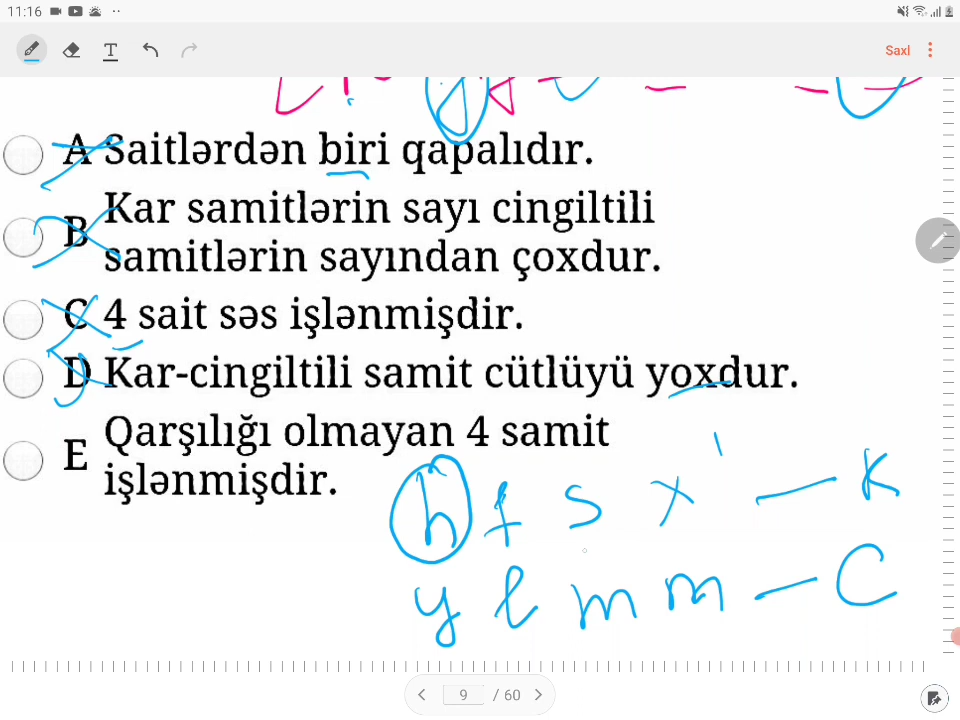 11:16
T Saxl
A Saitlərdən biri qapalıdır.
B Kar samitlərin sayı cingiltili
samitlərin sayından çoxdur.
C 4 sait səs işlənmişdir.
D Kar-cingiltili samit cütlüyü yoxdur.
E Qarşılığı olmayan 4 samit
işlənmişdir.
h f s x' — K
y l m m — C
9 / 60